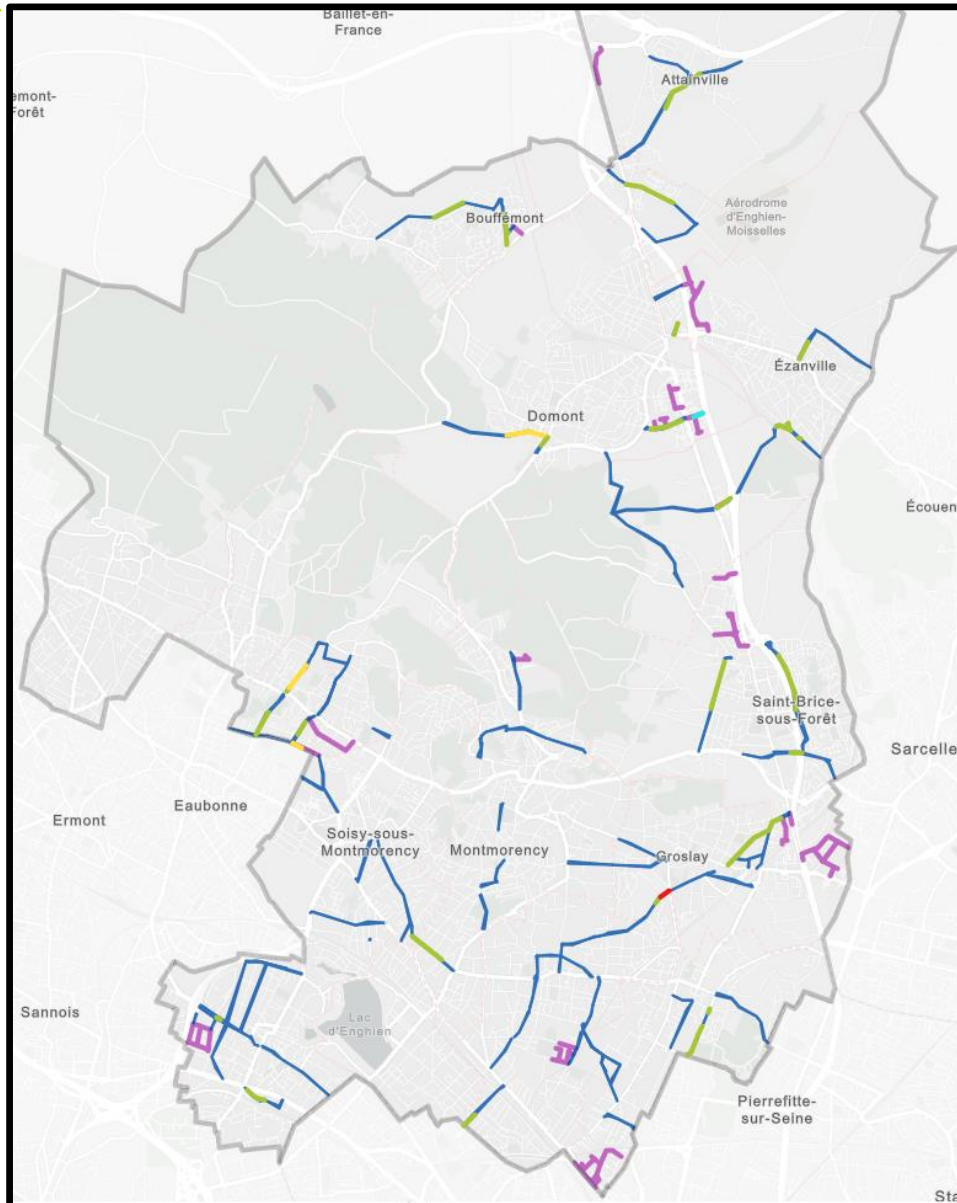 Baillet-en-
France
Attainville
emont-
Forêt
Aérodrome
d'Enghien-
Moisselles
Bouffémont
Ézanville
Domont
Écouen
Saint-Brice-
sous-Forêt
Sarcelle
Ermont
Eaubonne
Soisy-sous-
Montmorency
Montmorency
Groslay
Sannois
Lac
d'Enghien
Pierrefitte-
sur-Seine
Sta